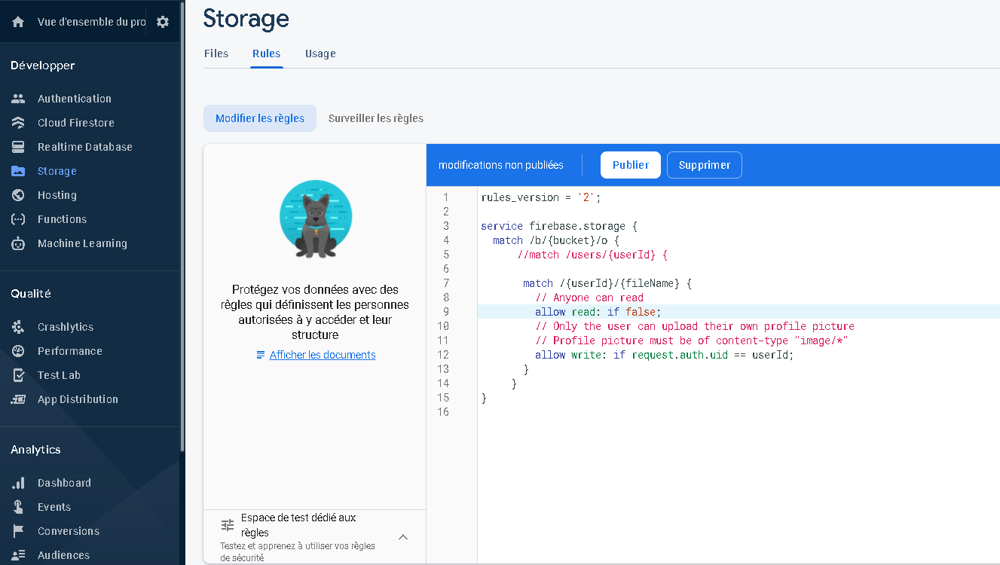 Vue d'ensemble du pro
Développer
Authentication
Cloud Firestore
Realtime Database
Storage
Hosting
Functions
Machine Learning
Qualité
Crashlytics
Performance
Test Lab
App Distribution
Analytics
Dashboard
Events
Conversions
Audiences
Storage
Files Rules Usage
Modifier les règles Surveiller les règles
Protégez vos données avec des
règles qui définissent les personnes
autorisées à y accéder et leur
structure
Afficher les documents
Espace de test dédié aux
règles
Testez et apprenez à utiliser vos règles
de sécurité
modifications non publiées Publier Supprimer
1 rules_version = '2';
2
3 service firebase.storage {
4 match /b/{bucket}/o {
5 //match /users/{userId} {
6
7 match /{userId}/{fileName} {
8 // Anyone can read
9 allow read: if false;
10 // Only the user can upload their own profile picture
11 // Profile picture must be of content-type "image/*"
12 allow write: if request.auth.uid == userId;
13 }
14 }
15 }
16